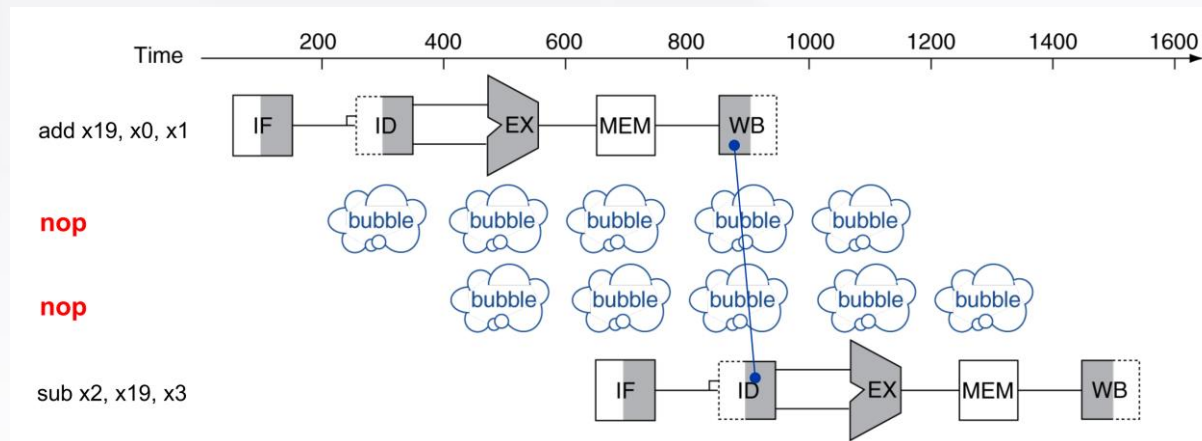 200 400 600 800 1000 1200 1400 1600
Time
add x19, x0, x1 IF ID EX MEM WB
nop bubble bubble bubble bubble bubble
nop bubble bubble bubble bubble bubble
sub x2, x19, x3 IF ID EX MEM WB